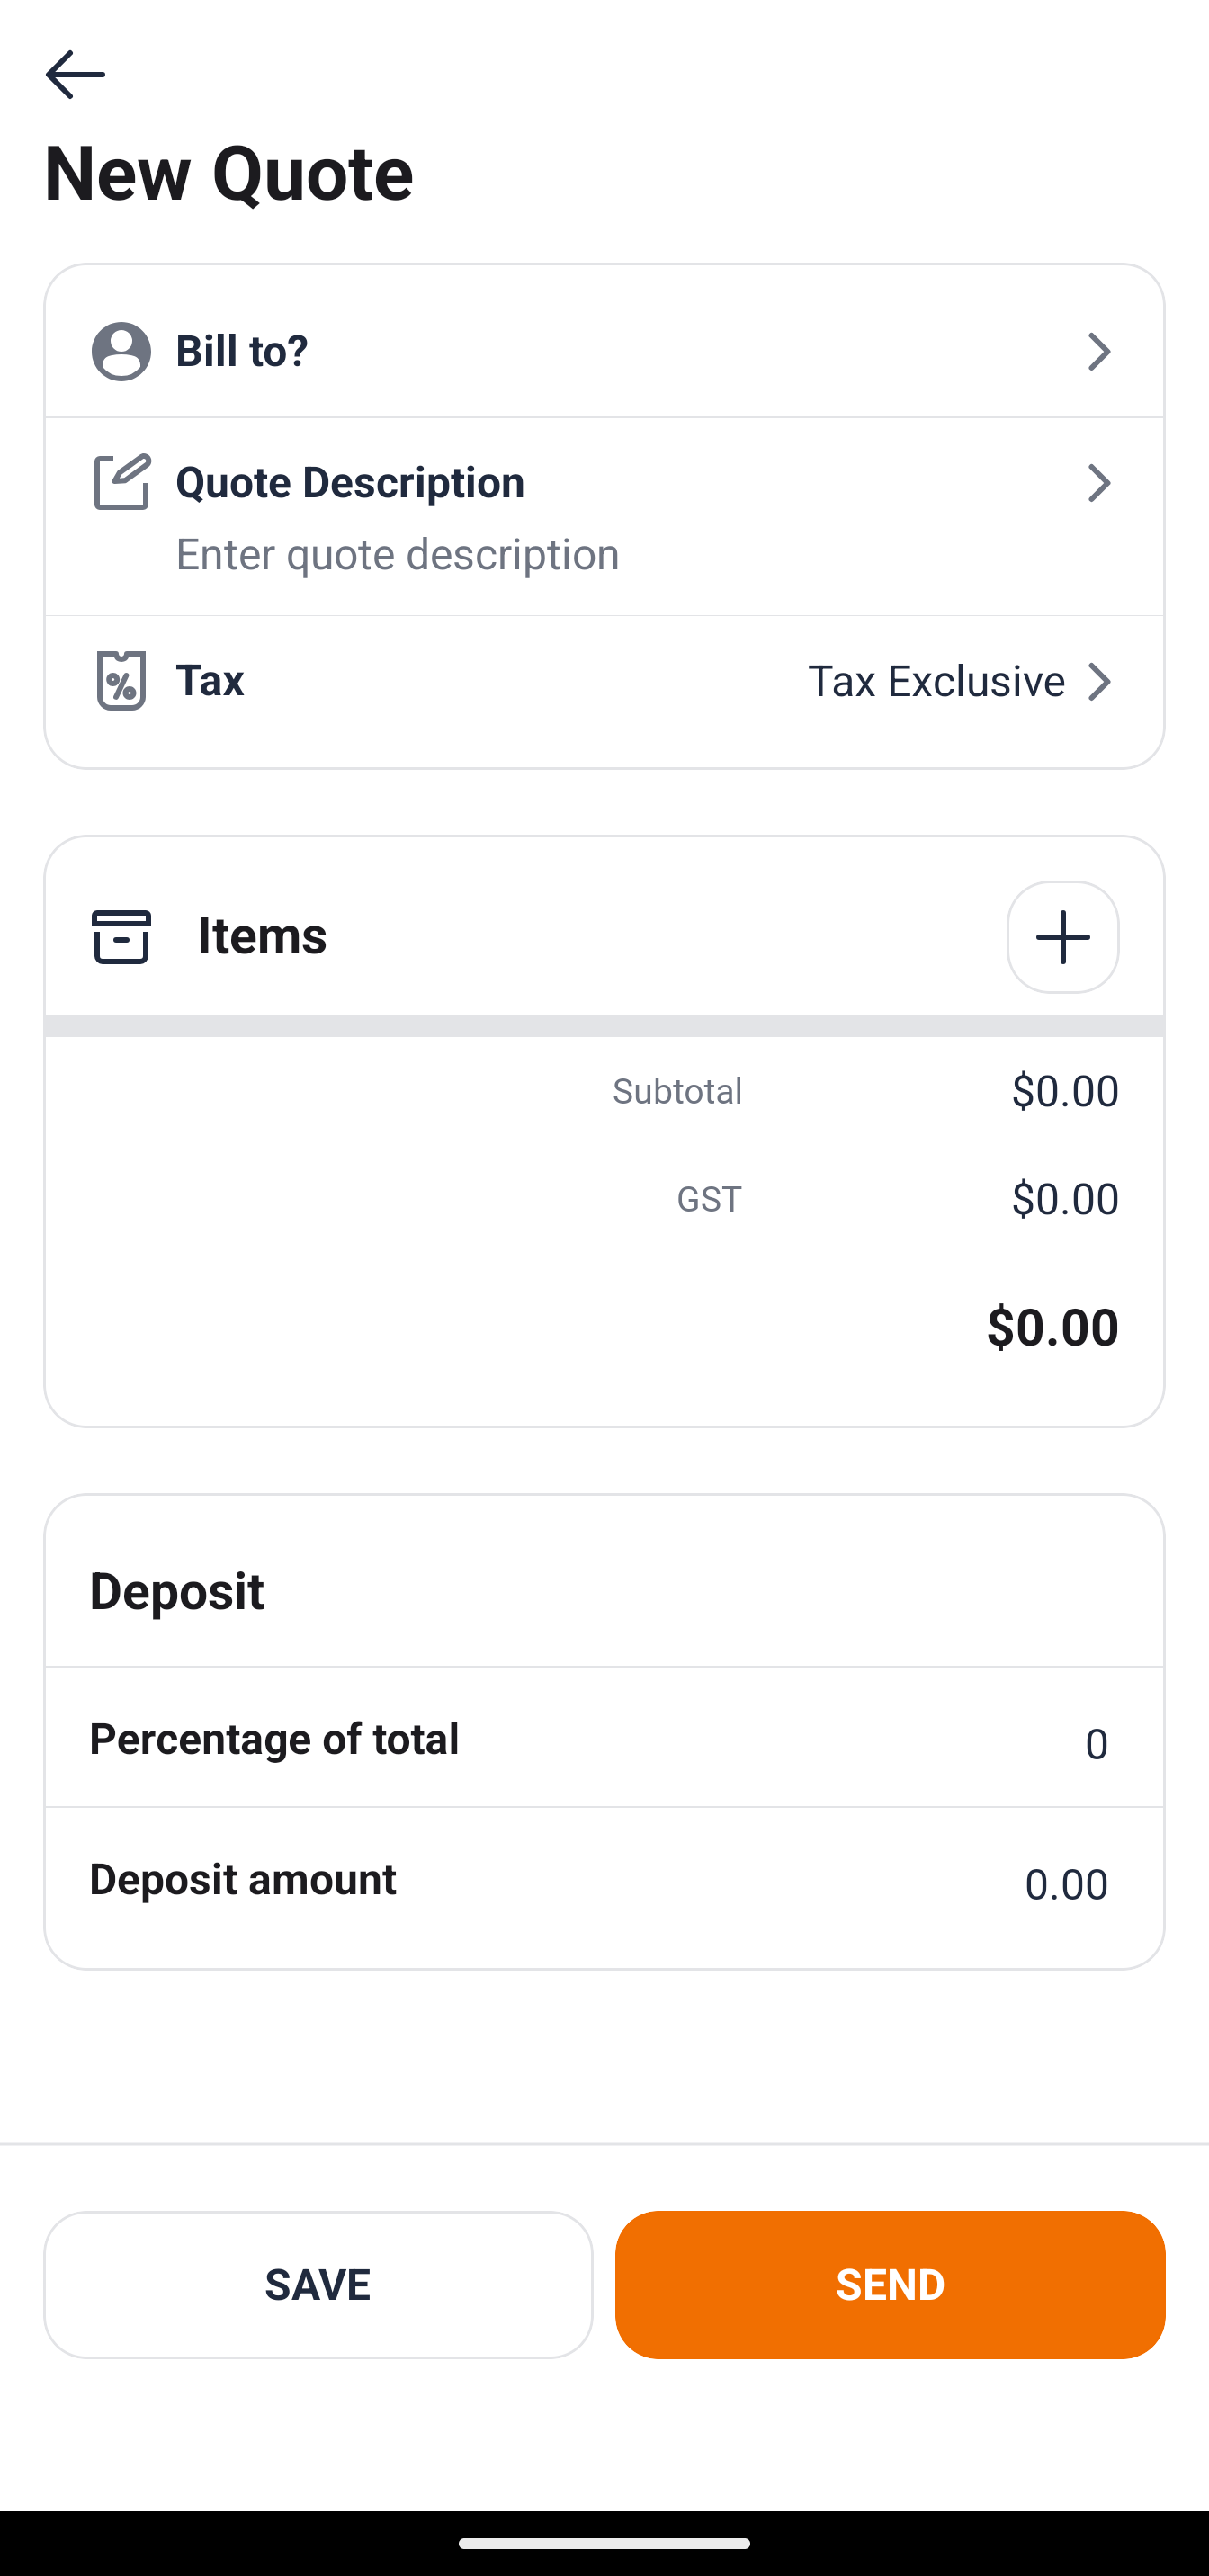 New Quote
Bill to?
Quote Description
Enter quote description
Tax Tax Exclusive
Items
Subtotal $0.00
GST $0.00
$0.00
Deposit
Percentage of total 0
Deposit amount 0.00
SAVE SEND